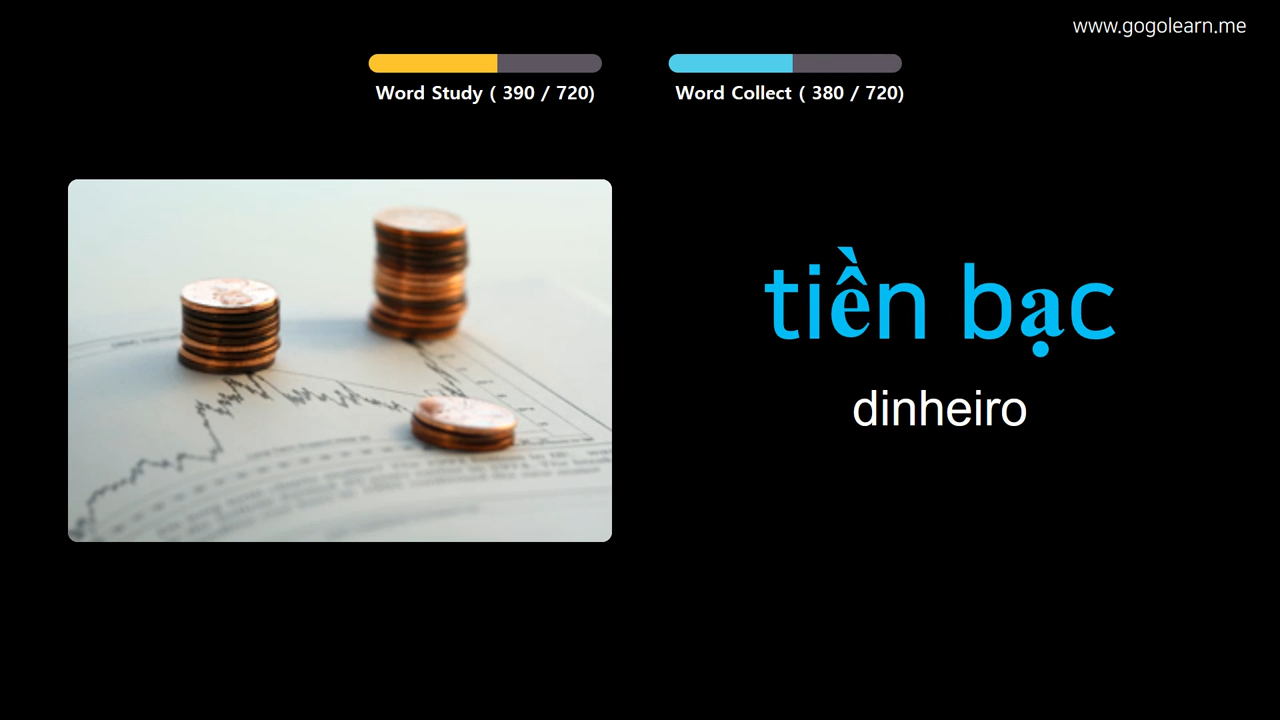 www.gogolearn.me
Word Study ( 390 / 720)
Word Collect ( 380 / 720)
tiền bạc
dinheiro